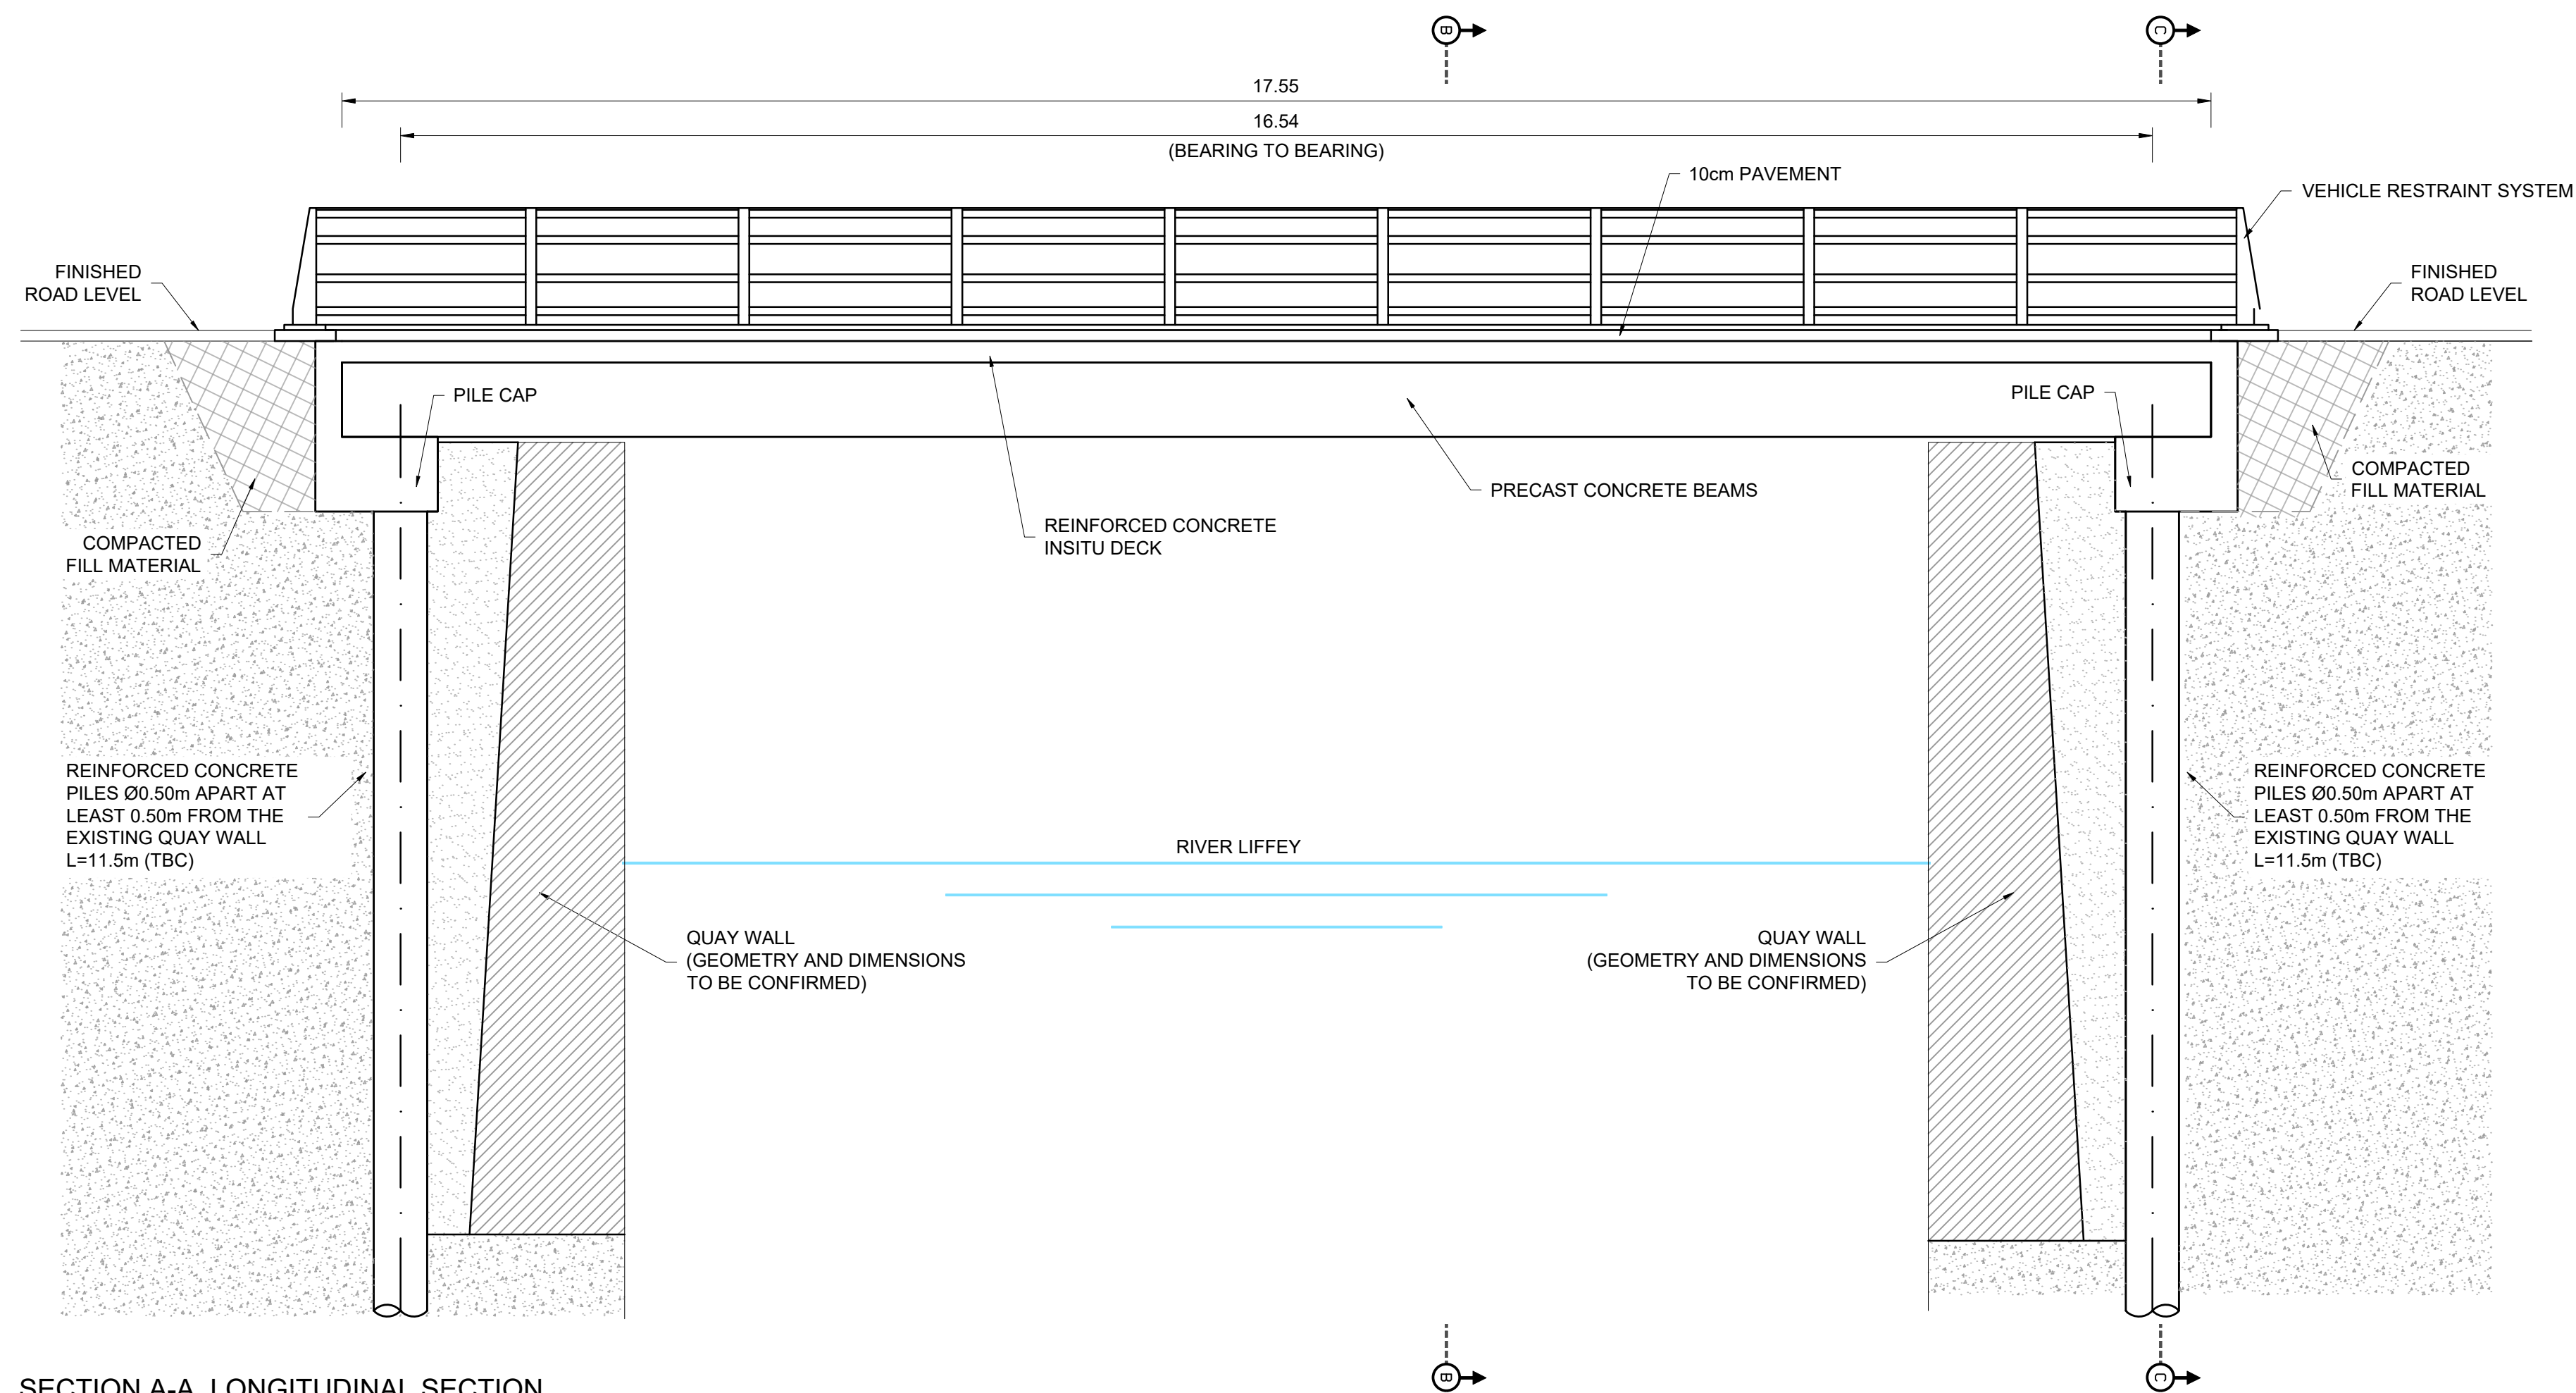 B
C
17.55
16.54
(BEARING TO BEARING)
10cm PAVEMENT
VEHICLE RESTRAINT SYSTEM
FINISHED
ROAD LEVEL
FINISHED
ROAD LEVEL
PILE CAP
PILE CAP
COMPACTED
FILL MATERIAL
PRECAST CONCRETE BEAMS
REINFORCED CONCRETE
INSITU DECK
COMPACTED
FILL MATERIAL
REINFORCED CONCRETE
PILES Ø0.50m APART AT
LEAST 0.50m FROM THE
EXISTING QUAY WALL
L=11.5m (TBC)
REINFORCED CONCRETE
PILES Ø0.50m APART AT
LEAST 0.50m FROM THE
EXISTING QUAY WALL
L=11.5m (TBC)
RIVER LIFFEY
QUAY WALL
(GEOMETRY AND DIMENSIONS
TO BE CONFIRMED)
QUAY WALL
(GEOMETRY AND DIMENSIONS
TO BE CONFIRMED)
SECTION A-A. LONGITUDINAL SECTION
B
C